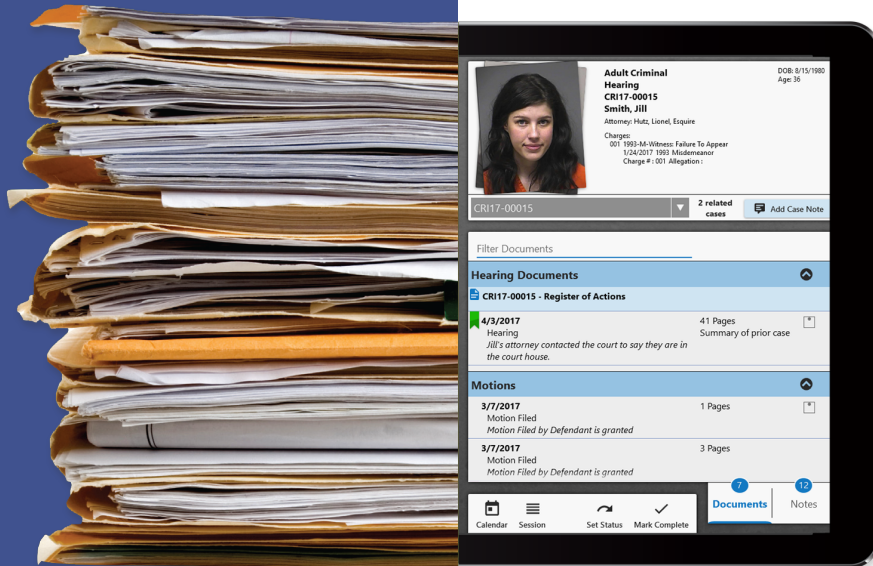 Adult Criminal
Hearing
CRI17-00015
Smith, Jill
Attorney: Hutz, Lionel, Esquire
Charges:
001 1993-M-Witness: Failure To Appear
1/24/2017 1993 Misdemeanor
Charge # : 001 Allegation :
DOB: 8/15/1980
Age: 36
CRI17-00015
2 related
cases
Add Case Note
Filter Documents
Hearing Documents
CRI17-00015 - Register of Actions
4/3/2017
Hearing
Jill's attorney contacted the court to say they are in
the court house.
41 Pages
Summary of prior case
Motions
3/7/2017
Motion Filed
Motion Filed by Defendant is granted
1 Pages
3/7/2017
Motion Filed
Motion Filed by Defendant is granted
3 Pages
Calendar
Session
Set Status
Mark Complete
7
Documents
12
Notes